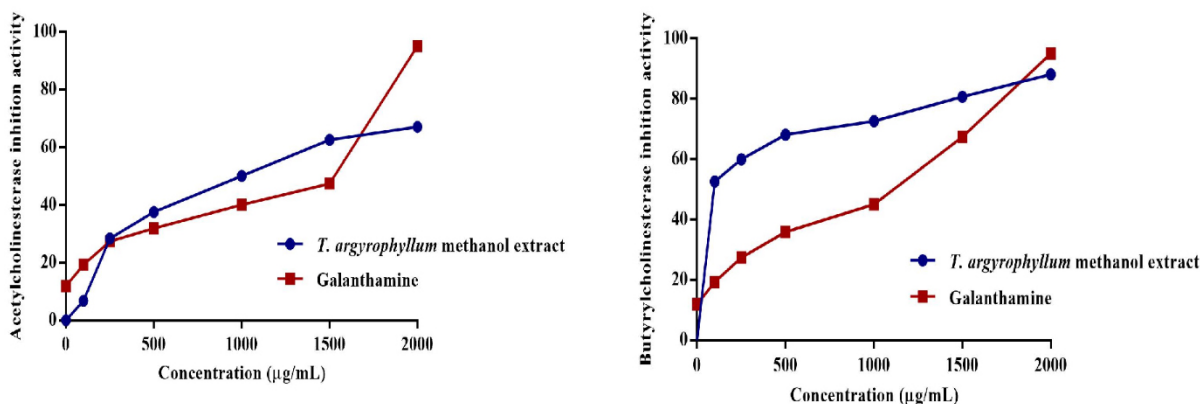 Acetylcholinesterase inhition activity
100
80
60
40
20
0
0 500 1000 1500 2000
Concentration (µg/mL)
T. argyrophyllum methanol extract
Galanthamine
Butyrylcholinesterase inhition activity
100
80
60
40
20
0
0 500 1000 1500 2000
Concentration (µg/mL)
T. argyrophyllum methanol extract
Galanthamine